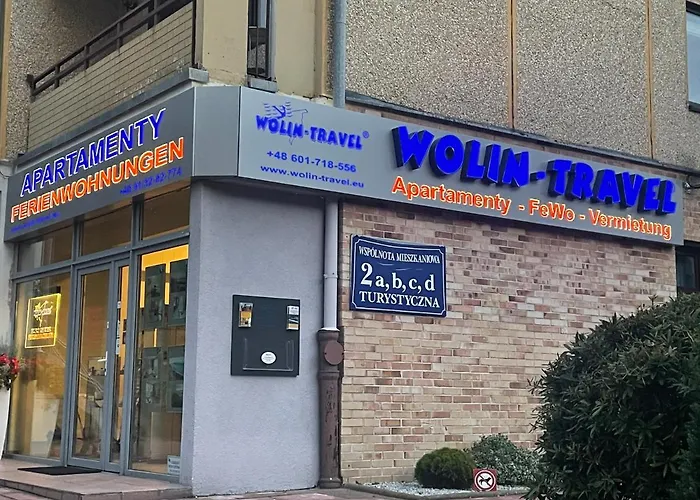 APARTAMENTY
FERIENWOHNUNGEN
WOLIN-TRAVEL®
+48 601-718-556
www.wolin-travel.eu
WOLIN-TRAVEL
Apartamenty - FeWo - Vermietung
WSPÓLNOTA MIESZKANIOWA
2a,b,c,d
TURYSTYCZNA